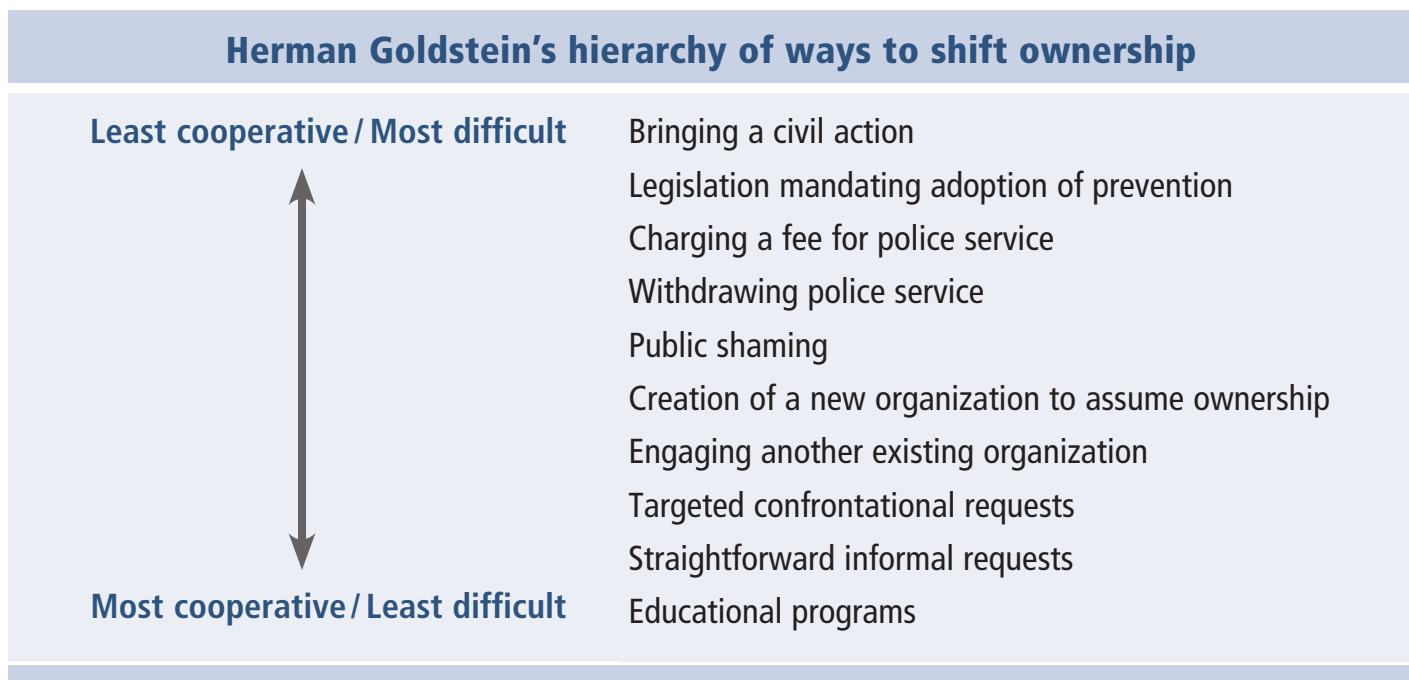 Herman Goldstein's hierarchy of ways to shift ownership
Least cooperative / Most difficult
Bringing a civil action
Legislation mandating adoption of prevention
Charging a fee for police service
Withdrawing police service
Public shaming
Creation of a new organization to assume ownership
Engaging another existing organization
Targeted confrontational requests
Straightforward informal requests
Most cooperative / Least difficult
Educational programs